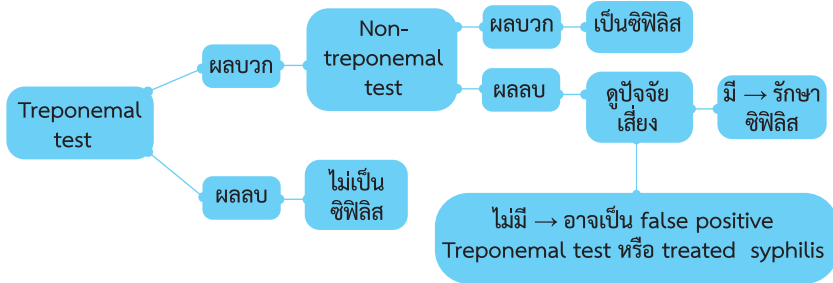 Treponemal
test
ผลบวก
Non-
treponemal
test
ผลบวก
เป็นซิฟิลิส
ผลลบ
ดูปัจจัย
เสี่ยง
มี → รักษา
ซิฟิลิส
ไม่มี → อาจเป็น false positive
Treponemal test หรือ treated syphilis
ผลลบ
ไม่เป็น
ซิฟิลิส